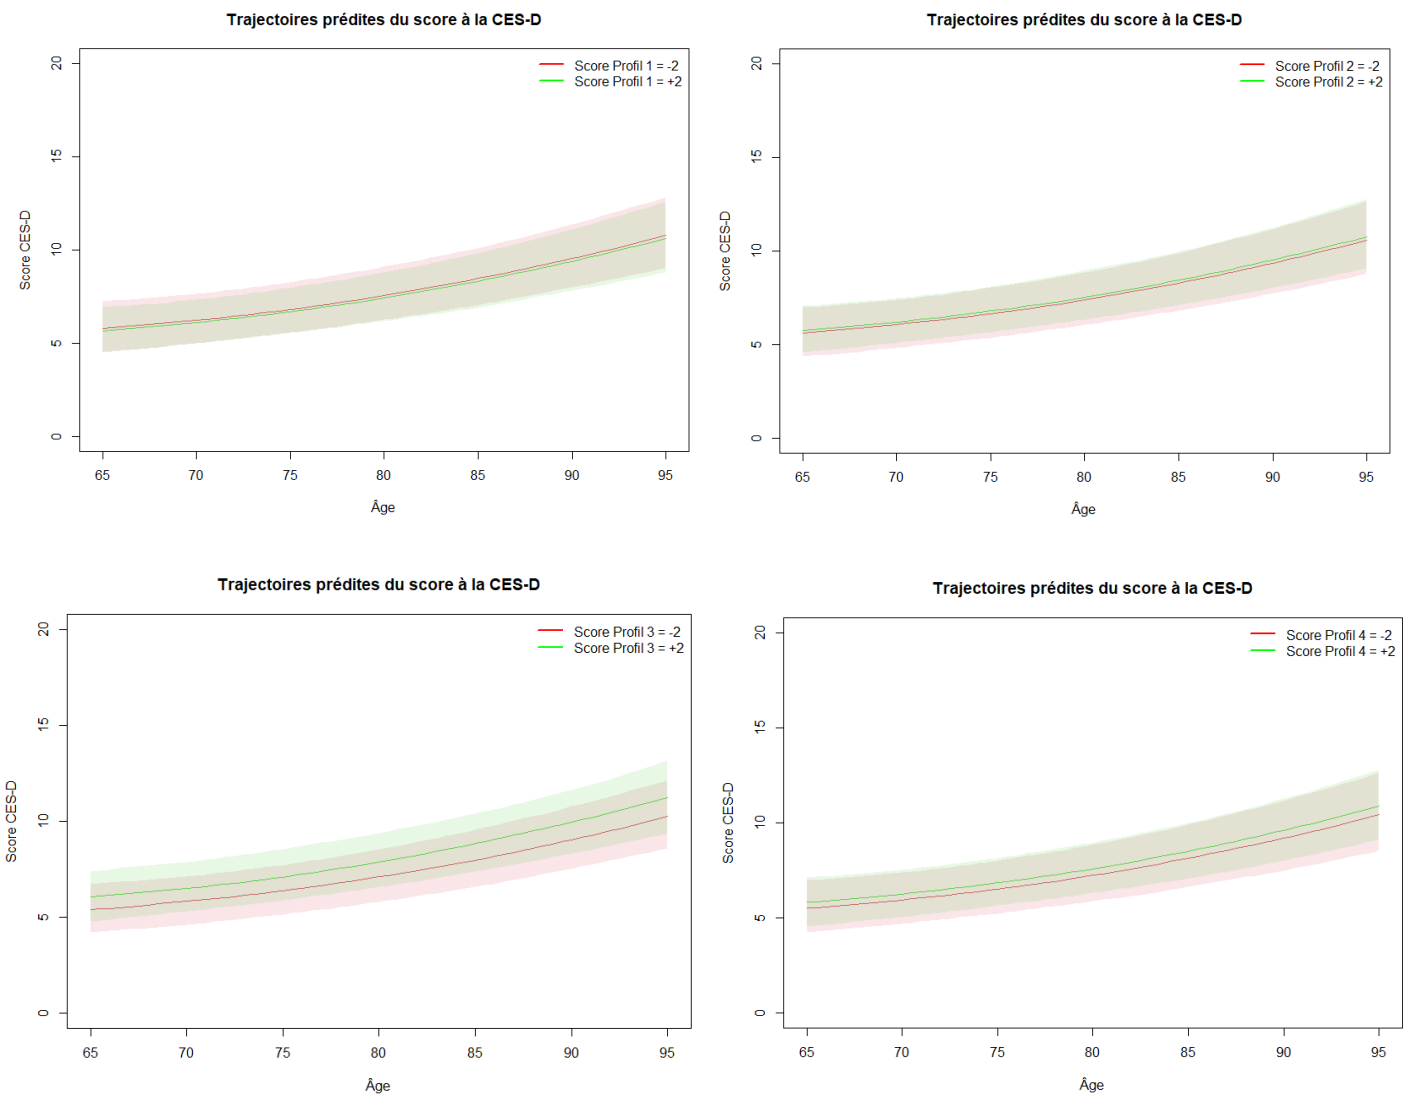 Trajectoires prédites du score à la CES-D
Score Profil 1 = -2
Score Profil 1 = +2
20
15
10
5
0
Score CES-D
65 70 75 80 85 90 95
Âge
Trajectoires prédites du score à la CES-D
Score Profil 2 = -2
Score Profil 2 = +2
20
15
10
5
0
Score CES-D
65 70 75 80 85 90 95
Âge
Trajectoires prédites du score à la CES-D
Score Profil 3 = -2
Score Profil 3 = +2
20
15
10
5
0
Score CES-D
65 70 75 80 85 90 95
Âge
Trajectoires prédites du score à la CES-D
Score Profil 4 = -2
Score Profil 4 = +2
20
15
10
5
0
Score CES-D
65 70 75 80 85 90 95
Âge